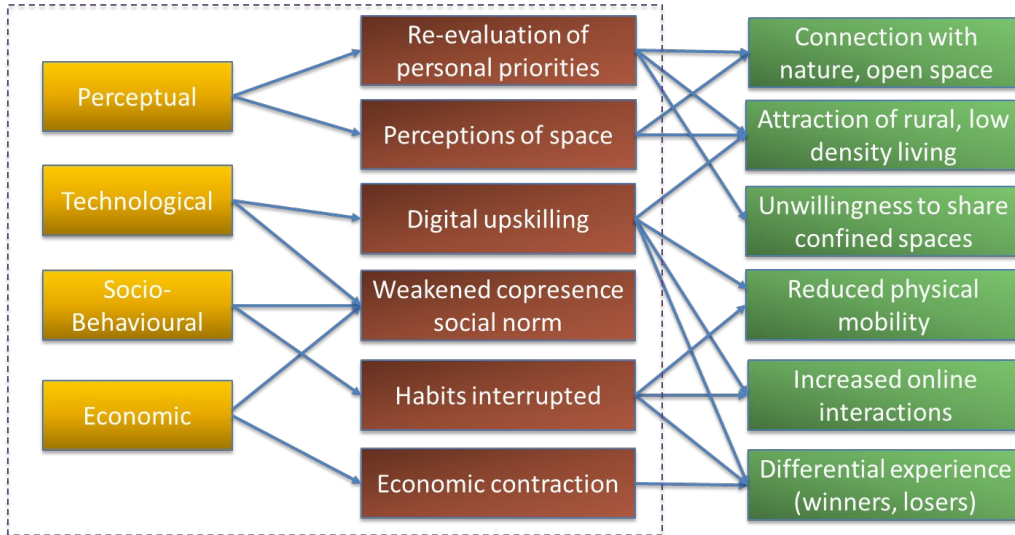 Perceptual
Technological
Socio-
Behavioural
Economic
Re-evaluation of
personal priorities
Perceptions of space
Digital upskilling
Weakened copresence
social norm
Habits interrupted
Economic contraction
Connection with
nature, open space
Attraction of rural, low
density living
Unwillingness to share
confined spaces
Reduced physical
mobility
Increased online
interactions
Differential experience
(winners, losers)